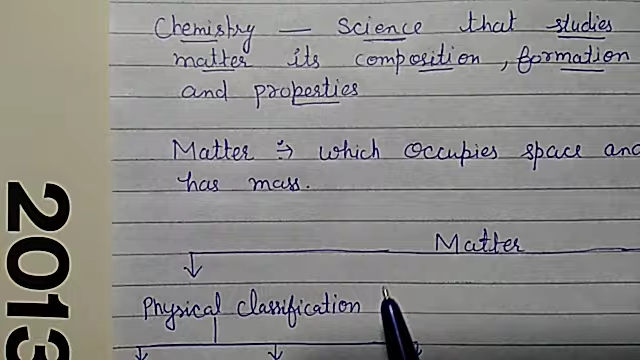 Chemistry — Science that studies
matter its composition, formation
and properties
Matter :→ which occupies space and
has mass.
Matter
Physical classification
2013